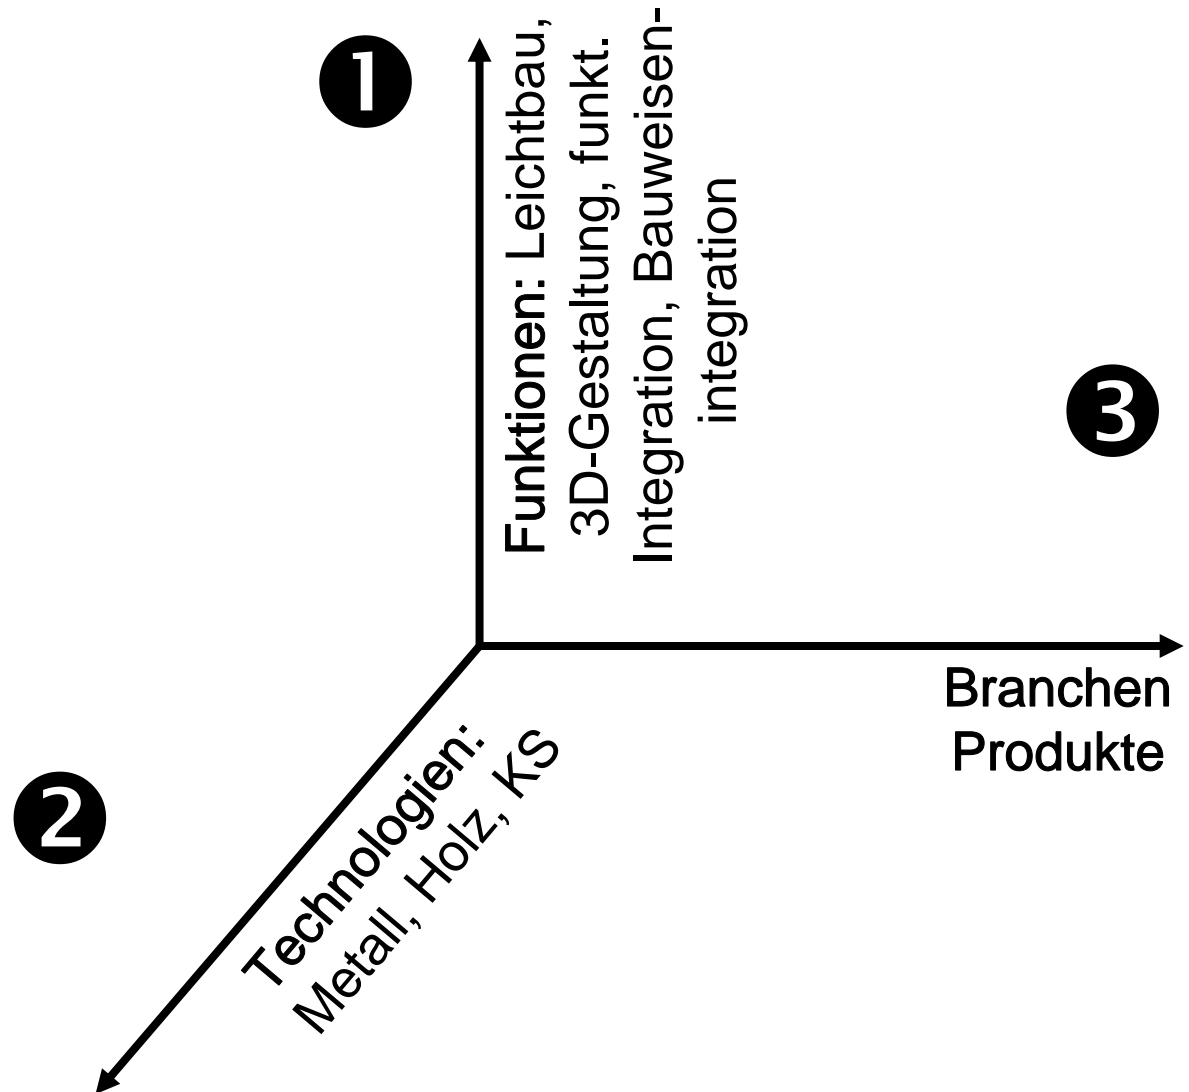 1
Funktionen: Leichtbau,
3D-Gestaltung, funkt.
Integration, Bauweisen-
integration
3
Branchen
Produkte
2
Technologien:
Metall, Holz, KS